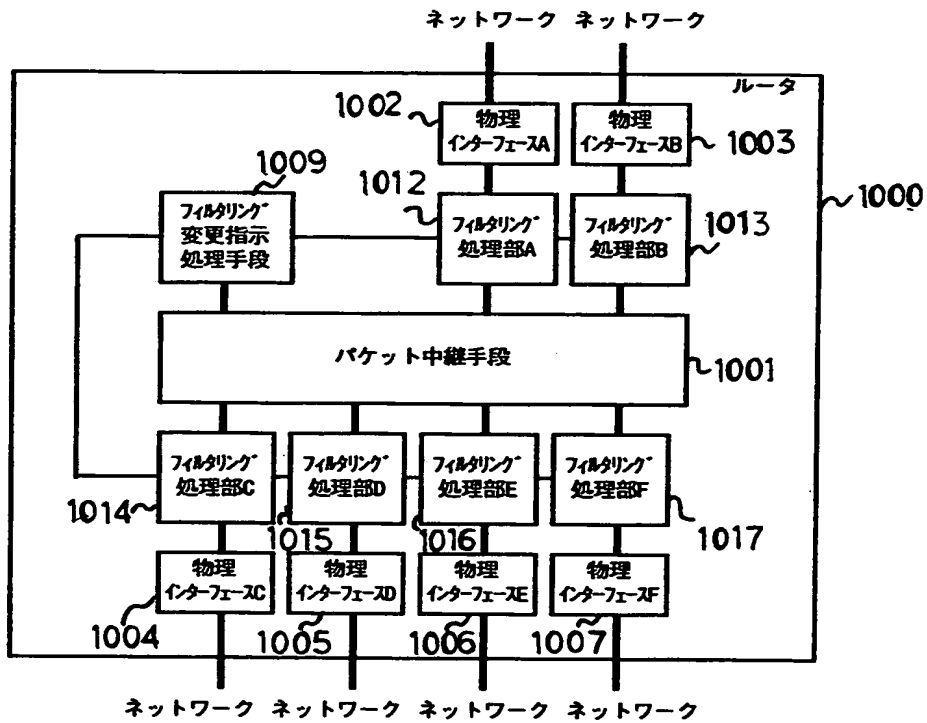 ネットワーク ネットワーク
ルータ
1002
物理
インターフェースA
物理
インターフェースB
1003
1009
1012
1000
フィルタリング
変更指示
処理手段
フィルタリング
処理部A
フィルタリング
処理部B
1013
パケット中継手段
1001
フィルタリング
処理部C
フィルタリング
処理部D
フィルタリング
処理部E
フィルタリング
処理部F
1014
1015
1016
1017
物理
インターフェースC
物理
インターフェースD
物理
インターフェースE
物理
インターフェースF
1004
1005
1006
1007
ネットワーク ネットワーク ネットワーク ネットワーク